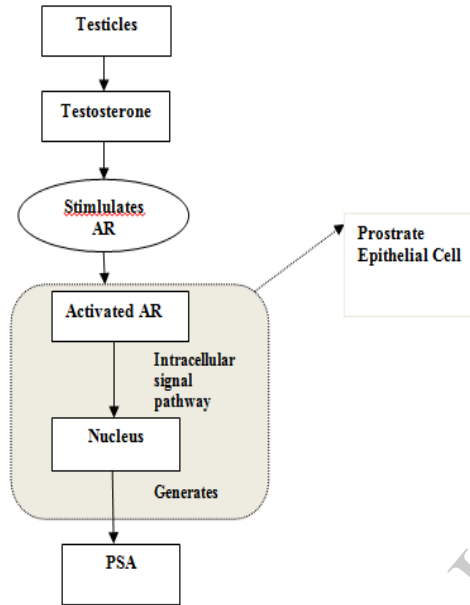 Testicles
Testosterone
Stimlulates
AR
Prostrate
Epithelial Cell
Activated AR
Intracellular
signal
pathway
Nucleus
Generates
PSA